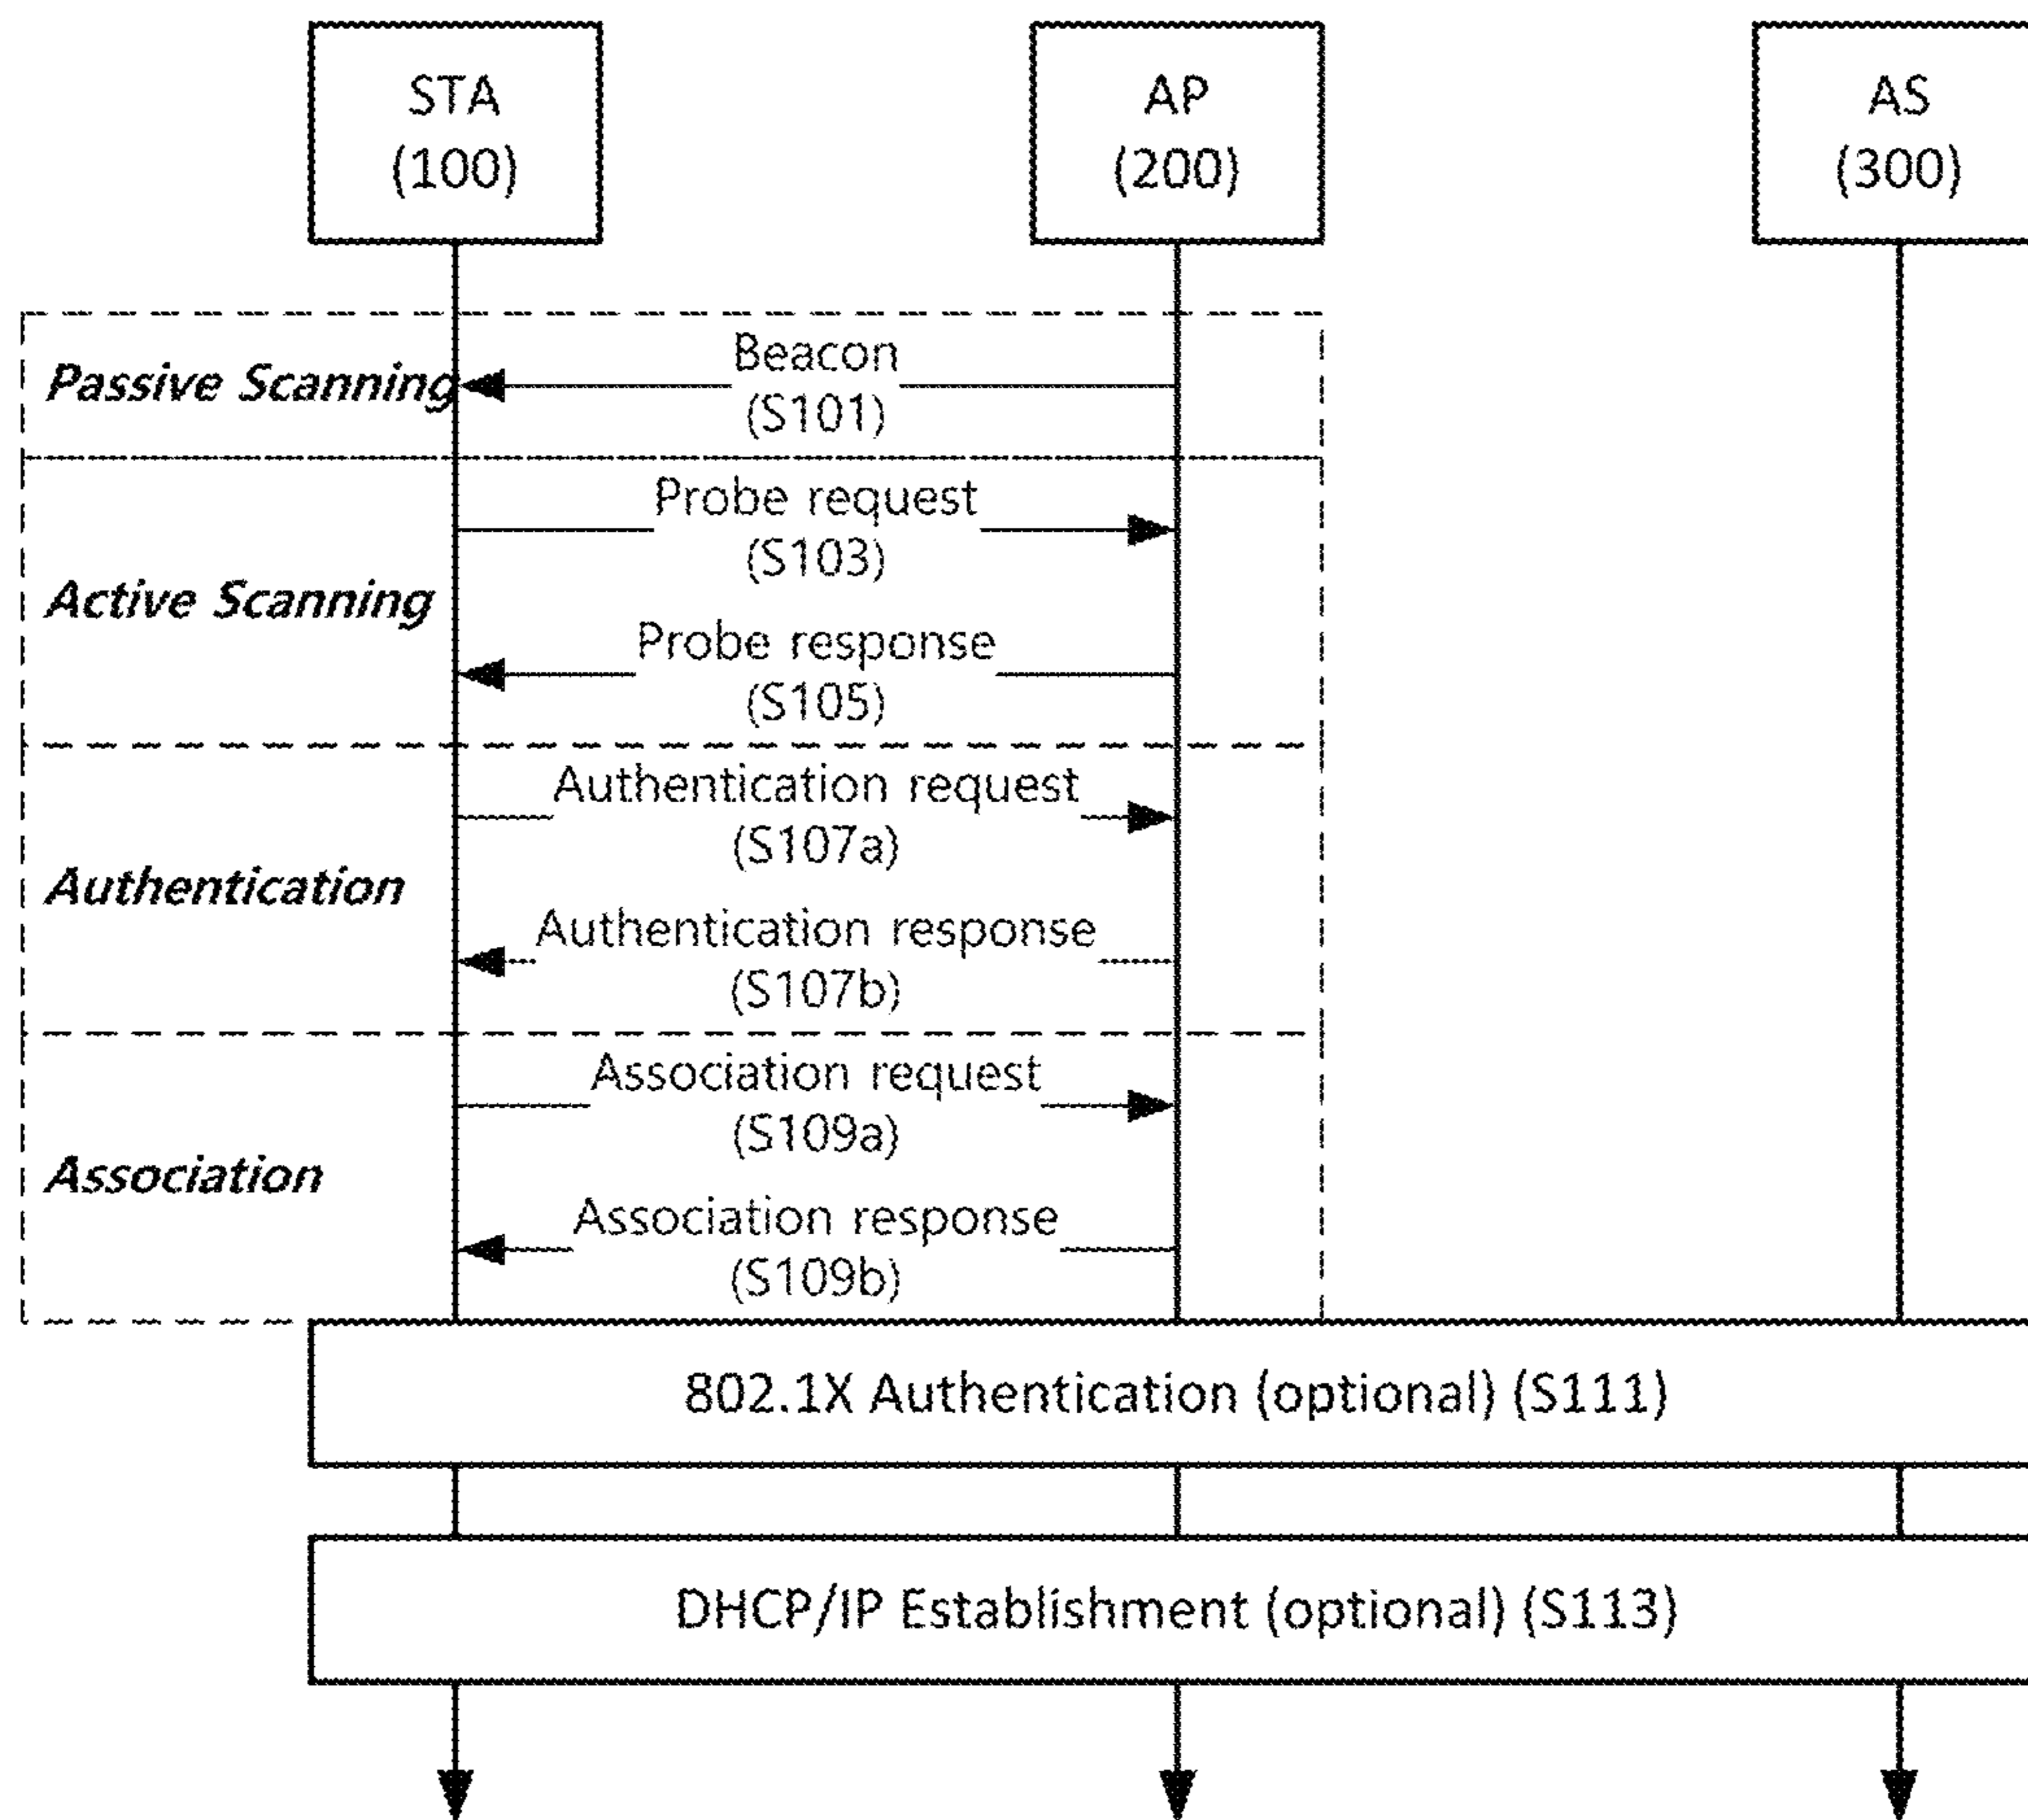 STA
(100)
AP
(200)
AS
(300)
Passive Scanning
Beacon
(S101)
Active Scanning
Probe request
(S103)
Probe response
(S105)
Authentication
Authentication request
(S107a)
Authentication response
(S107b)
Association
Association request
(S109a)
Association response
(S109b)
802.1X Authentication (optional) (S111)
DHCP/IP Establishment (optional) (S113)